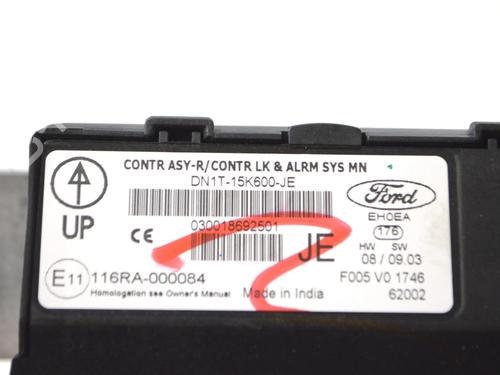 CONTR ASY-R/CONTR LK & ALRM SYS MN
DN1T-15K600-JE
Ford
UP
030018692501
EH0EA
176
CE
JE
HW SW
08 / 09.03
E11 116RA-000084
F005 V0 1746
Homologation see Owner's Manual
Made in India
62002